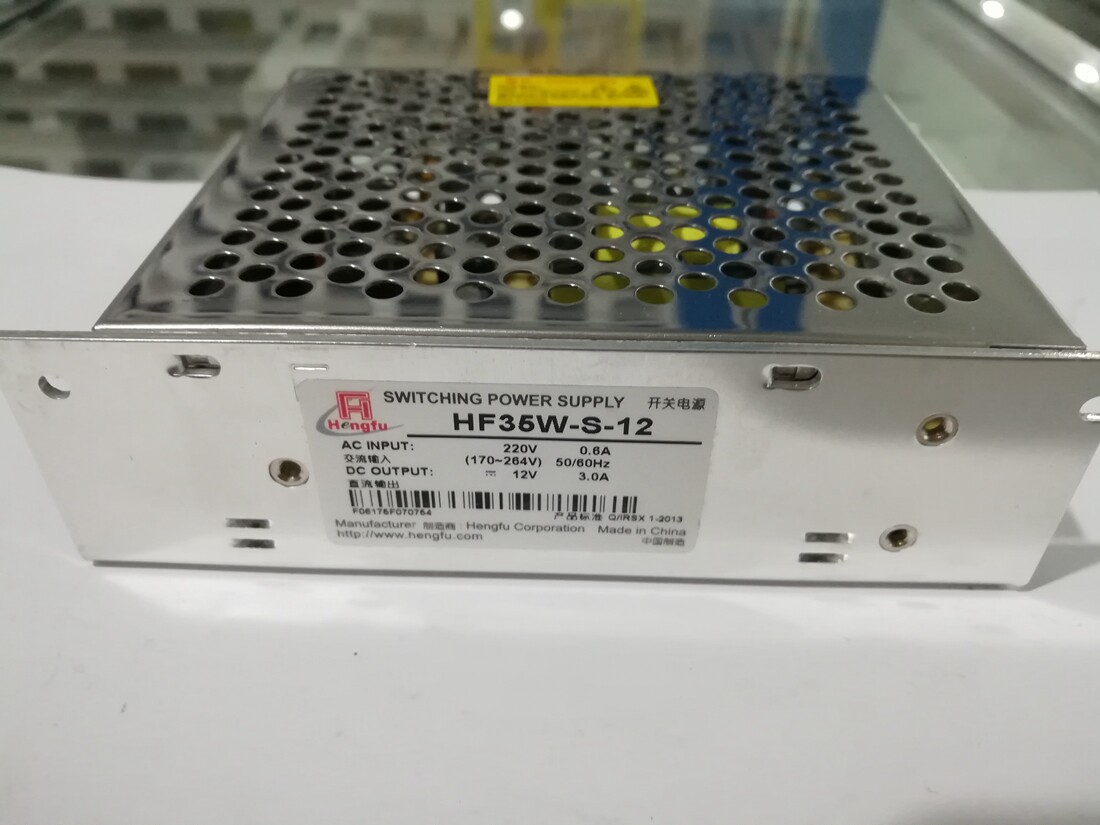 SWITCHING POWER SUPPLY 开关电源
Hengfu
HF35W-S-12
AC INPUT: 220V 0.6A
交流输入 (170~264V) 50/60Hz
DC OUTPUT: 12V 3.0A
直流输出
F06176F070764 产品标准 Q/IRSX 1-2013
Manufacturer 制造商: Hengfu Corporation Made in China
http://www.hengfu.com 中国制造